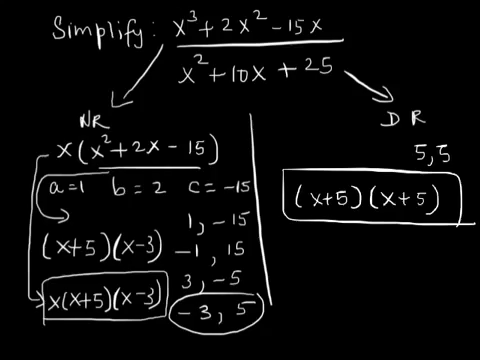 Simplify: x³ + 2x² - 15x
x² + 10x + 25
NR
x(x² + 2x - 15)
a = 1 b = 2 c = -15
1, -15
(x+5)(x-3) -1, 15
3, -5
x(x+5)(x-3) -3, 5
DR
5, 5
(x+5)(x+5)